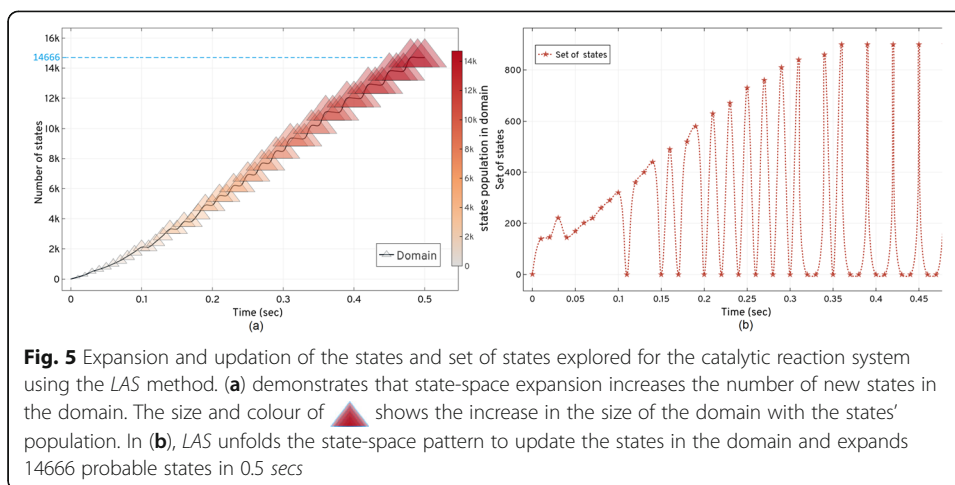 16k
14666
14k
12k
10k
8k
6k
4k
2k
0
Number of states
0 0.1 0.2 0.3 0.4 0.5
Time (sec)
(a)
Domain
14k
12k
10k
8k
6k
4k
2k
0
states population in domain
Set of states
800
600
400
200
0
Set of states
0 0.05 0.1 0.15 0.2 0.25 0.3 0.35 0.4 0.45
Time (sec)
(b)
Fig. 5 Expansion and updation of the states and set of states explored for the catalytic reaction system
using the LAS method. (a) demonstrates that state-space expansion increases the number of new states in
the domain. The size and colour of shows the increase in the size of the domain with the states'
population. In (b), LAS unfolds the state-space pattern to update the states in the domain and expands
14666 probable states in 0.5 secs